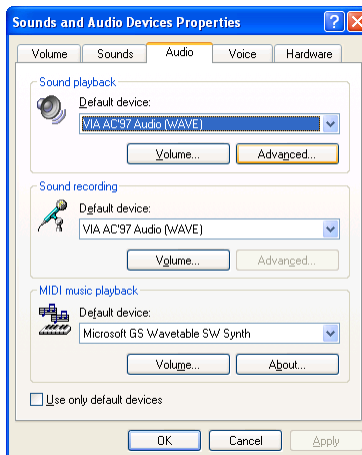 Sounds and Audio Devices Properties
Volume Sounds Audio Voice Hardware
Sound playback
Default device:
VIA AC'97 Audio (WAVE)
Volume... Advanced...
Sound recording
Default device:
VIA AC'97 Audio (WAVE)
Volume... Advanced...
MIDI music playback
Default device:
Microsoft GS Wavetable SW Synth
Volume... About...
Use only default devices
OK Cancel Apply